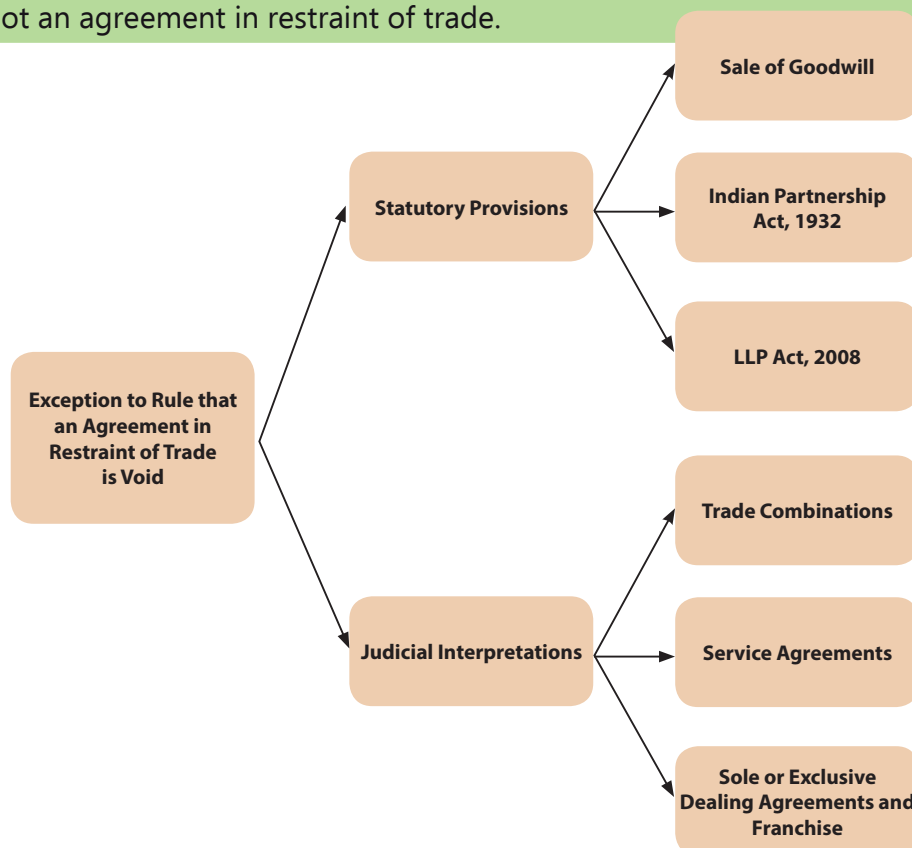 ot an agreement in restraint of trade.
Sale of Goodwill
Statutory Provisions
Indian Partnership
Act, 1932
LLP Act, 2008
Exception to Rule that
an Agreement in
Restraint of Trade
is Void
Trade Combinations
Judicial Interpretations
Service Agreements
Sole or Exclusive
Dealing Agreements and
Franchise